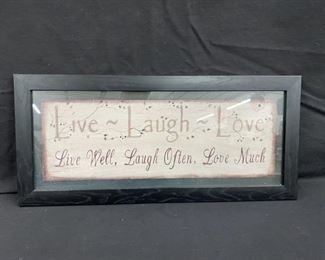 Live ~ Laugh ~ Love
Live Well, Laugh Often, Love Much